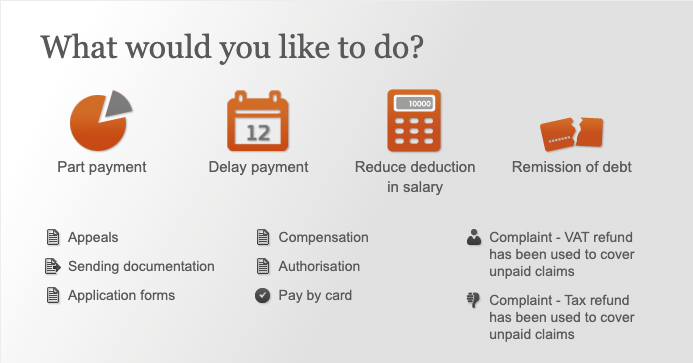 What would you like to do?
10000
12
Part payment
Delay payment
Reduce deduction
in salary
Remission of debt
Appeals
Sending documentation
Application forms
Compensation
Authorisation
Pay by card
Complaint - VAT refund
has been used to cover
unpaid claims
Complaint - Tax refund
has been used to cover
unpaid claims